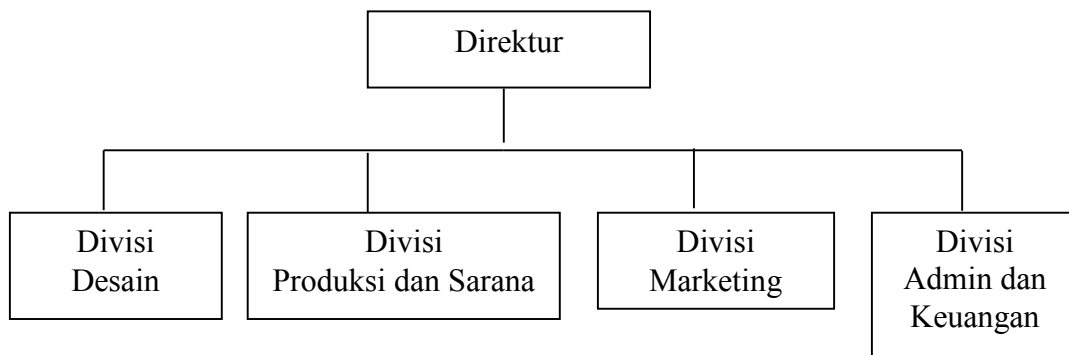 Direktur
Divisi
Desain
Divisi
Produksi dan Sarana
Divisi
Marketing
Divisi
Admin dan
Keuangan